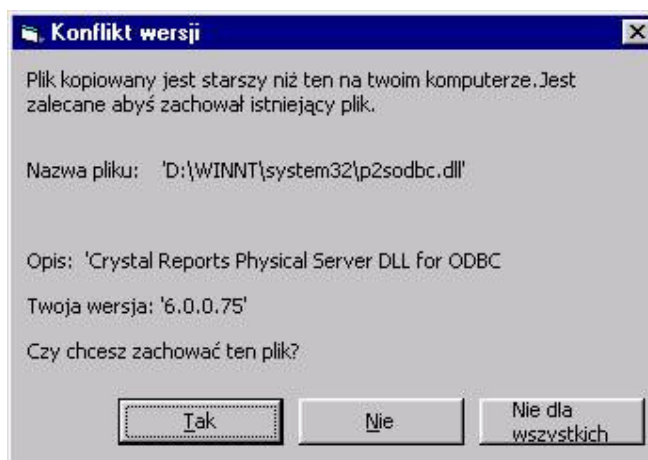 Konflikt wersji
Plik kopiowany jest starszy niż ten na twoim komputerze.Jest
zalecane abyś zachował istniejący plik.
Nazwa pliku: 'D:\WINNT\system32\p2sodbc.dll'
Opis: 'Crystal Reports Physical Server DLL for ODBC
Twoja wersja: '6.0.0.75'
Czy chcesz zachować ten plik?
Tak
Nie
Nie dla
wszystkich